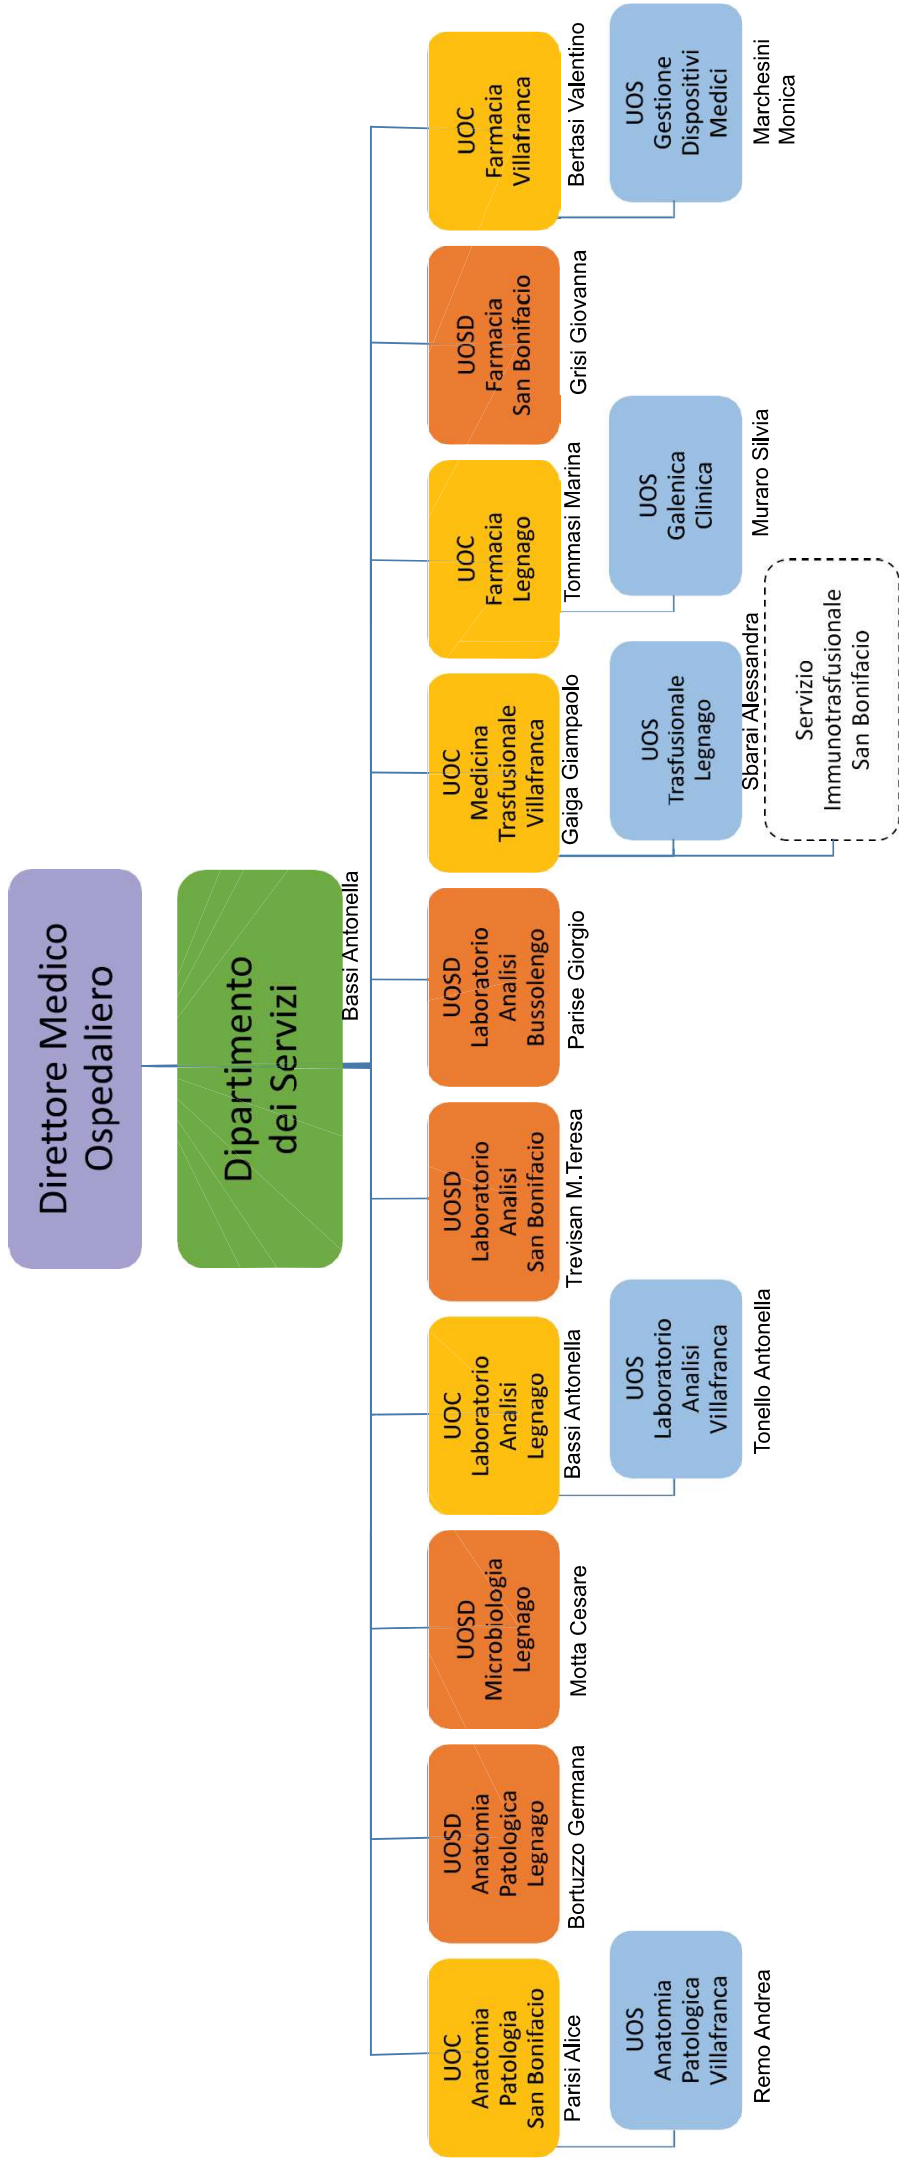 Direttore Medico
Ospedaliero
Dipartimento
dei Servizi
Bassi Antonella
UOC
Anatomia
Patologia
San Bonifacio
Parisi Alice
UOS
Anatomia
Patologica
Villafranca
Remo Andrea
UOSD
Anatomia
Patologica
Legnago
Bortuzzo Germana
UOSD
Microbiologia
Legnago
Motta Cesare
UOC
Laboratorio
Analisi
Legnago
Bassi Antonella
UOS
Laboratorio
Analisi
Villafranca
Tonello Antonella
UOSD
Laboratorio
Analisi
San Bonifacio
Trevisan M.Teresa
UOSD
Laboratorio
Analisi
Bussolengo
Parise Giorgio
UOC
Medicina
Trasfusionale
Villafranca
Gaiga Giampaolo
UOS
Trasfusionale
Legnago
Sbarai Alessandra
Servizio
Immunotrasfusionale
San Bonifacio
UOC
Farmacia
Legnago
Tommasi Marina
UOS
Galenica
Clinica
Muraro Silvia
UOSD
Farmacia
San Bonifacio
Grisi Giovanna
UOC
Farmacia
Villafranca
Bertasi Valentino
UOS
Gestione
Dispositivi
Medici
Marchesini
Monica